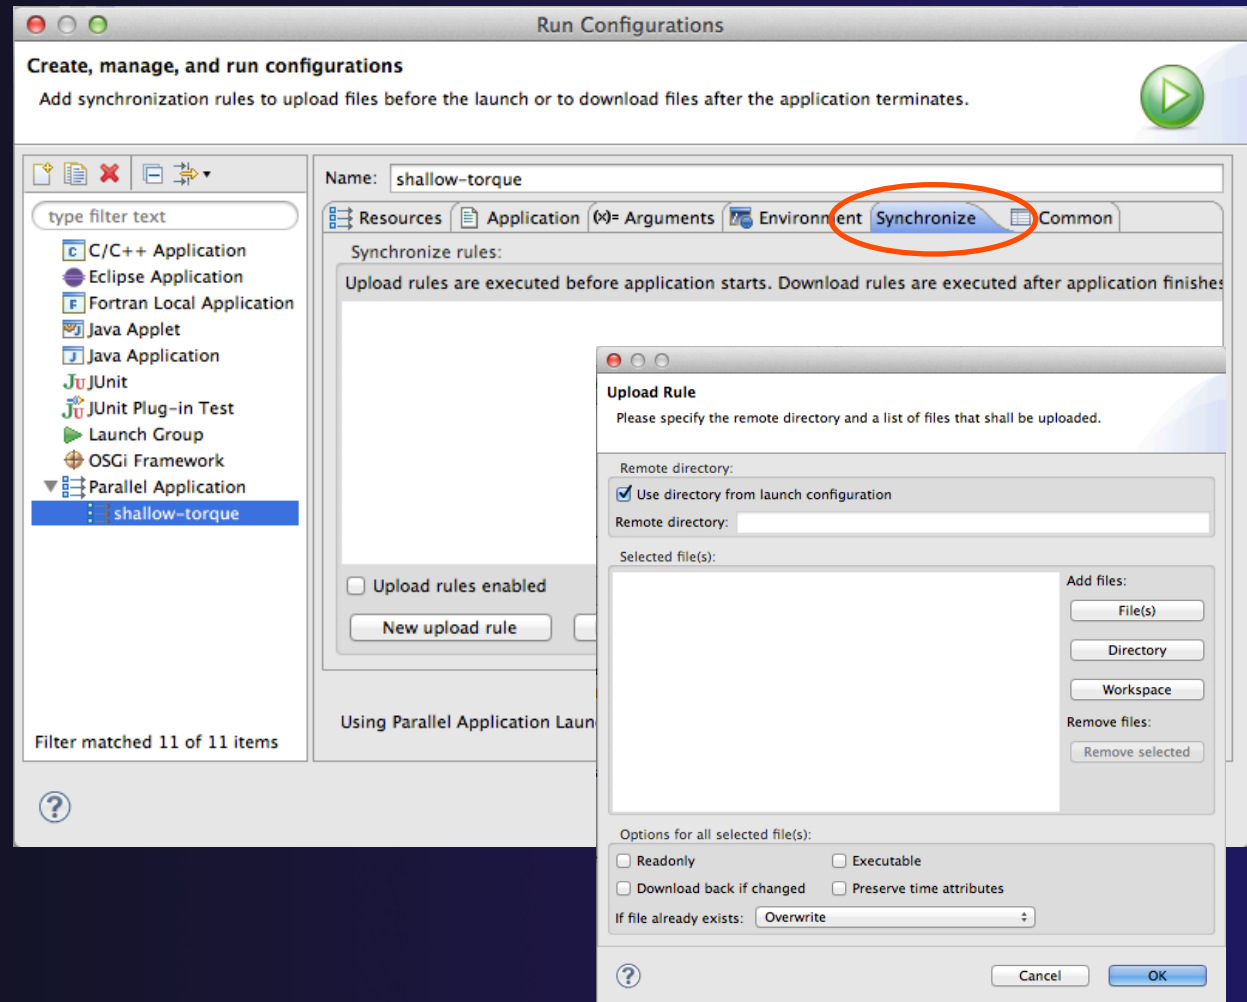 Run Configurations
Create, manage, and run configurations
Add synchronization rules to upload files before the launch or to download files after the application terminates.
type filter text
C/C++ Application
Eclipse Application
Fortran Local Application
Java Applet
Java Application
JUnit
JUnit Plug-in Test
Launch Group
OSGi Framework
Parallel Application
shallow-torque
Filter matched 11 of 11 items
Name: shallow-torque
Resources Application (x)= Arguments Environment Synchronize Common
Synchronize rules:
Upload rules are executed before application starts. Download rules are executed after application finishes
Upload rules enabled
New upload rule
Using Parallel Application Laun
Upload Rule
Please specify the remote directory and a list of files that shall be uploaded.
Remote directory:
Use directory from launch configuration
Remote directory:
Selected file(s):
Add files:
File(s)
Directory
Workspace
Remove files:
Remove selected
Options for all selected file(s):
Readonly Executable
Download back if changed Preserve time attributes
If file already exists: Overwrite
Cancel OK